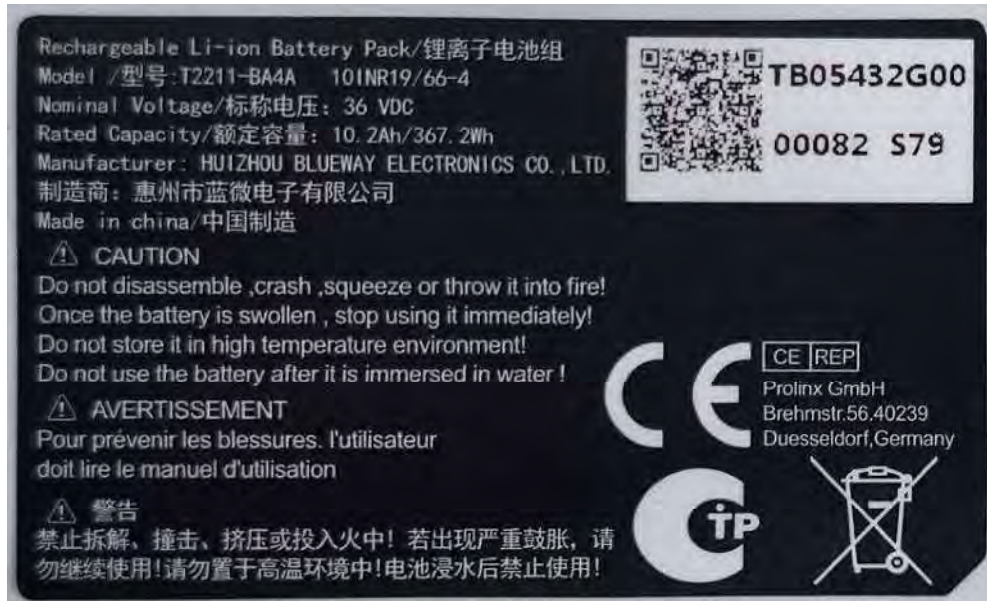 Rechargeable Li-ion Battery Pack/锂离子电池组
Model /型号:T2211-BA4A 10INR19/66-4
Nominal Voltage/标称电压: 36 VDC
Rated Capacity/额定容量: 10.2Ah/367.2Wh
Manufacturer: HUIZHOU BLUEWAY ELECTRONICS CO.,LTD.
制造商: 惠州市蓝微电子有限公司
Made in china/中国制造
TB05432G00
00082 S79
CAUTION
Do not disassemble ,crash ,squeeze or throw it into fire!
Once the battery is swollen , stop using it immediately!
Do not store it in high temperature environment!
Do not use the battery after it is immersed in water !
AVERTISSEMENT
Pour prévenir les blessures. l'utilisateur
doit lire le manuel d'utilisation
警告
禁止拆解、撞击、挤压或投入火中! 若出现严重鼓胀, 请
勿继续使用!请勿置于高温环境中!电池浸水后禁止使用!
CE
CE REP
Prolinx GmbH
Brehmstr.56.40239
Duesseldorf,Germany
CTP